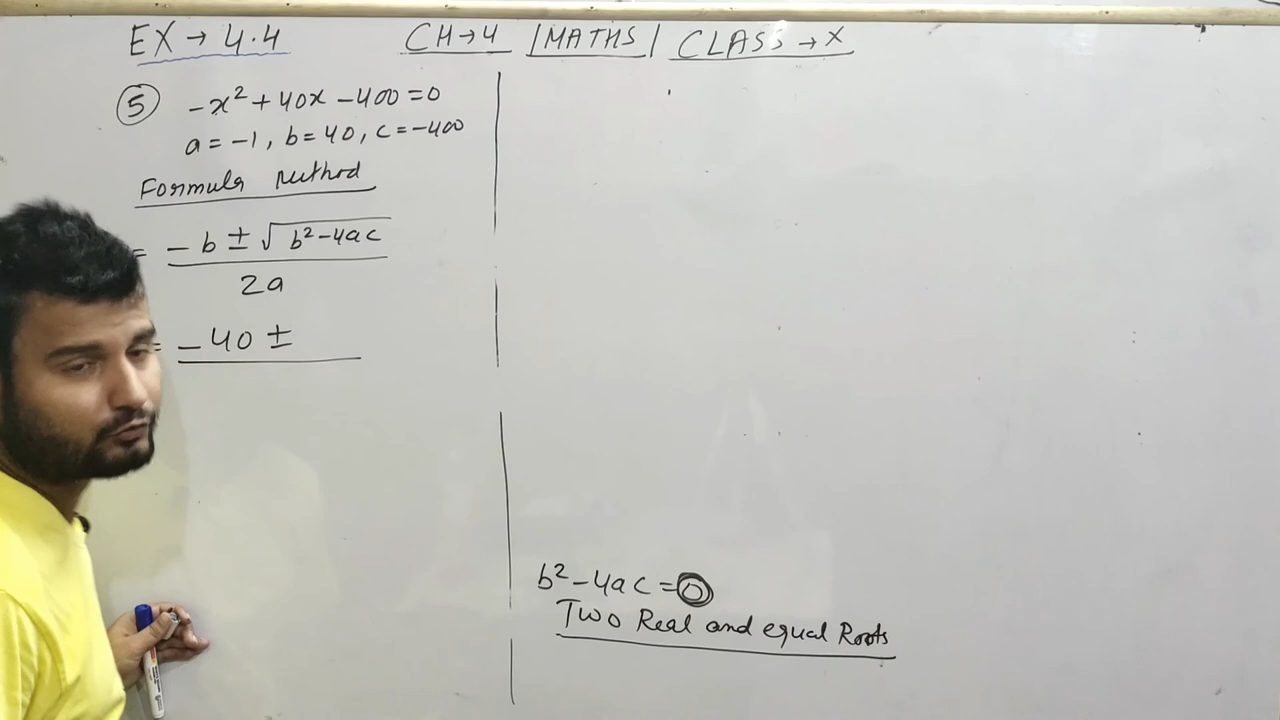 EX → 4.4 CH→4 / MATHS / CLASS → X
⑤ -x² + 40x - 400 = 0
a = -1, b = 40, c = -400
Formula Method
= -b ± √b²-4ac
2a
= -40 ±
b² - 4ac = 0
Two Real and equal Roots